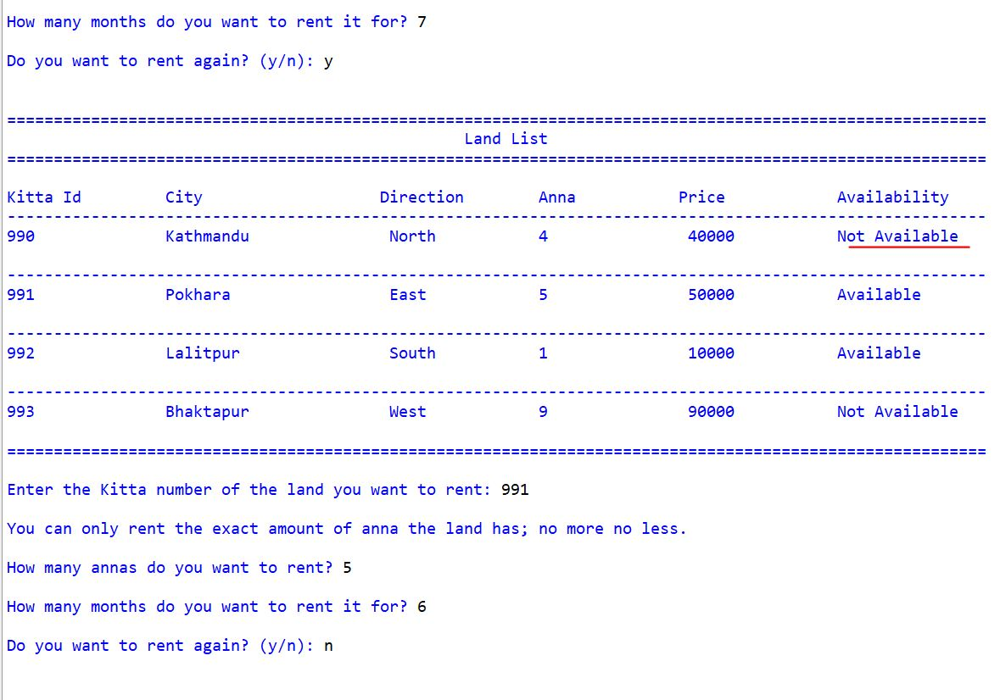 How many months do you want to rent it for? 7
Do you want to rent again? (y/n): y
=========================================================================================================
Land List
=========================================================================================================
Kitta Id City Direction Anna Price Availability
---------------------------------------------------------------------------------------------------------
990 Kathmandu North 4 40000 Not Available
---------------------------------------------------------------------------------------------------------
991 Pokhara East 5 50000 Available
---------------------------------------------------------------------------------------------------------
992 Lalitpur South 1 10000 Available
---------------------------------------------------------------------------------------------------------
993 Bhaktapur West 9 90000 Not Available
=========================================================================================================
Enter the Kitta number of the land you want to rent: 991
You can only rent the exact amount of anna the land has; no more no less.
How many annas do you want to rent? 5
How many months do you want to rent it for? 6
Do you want to rent again? (y/n): n